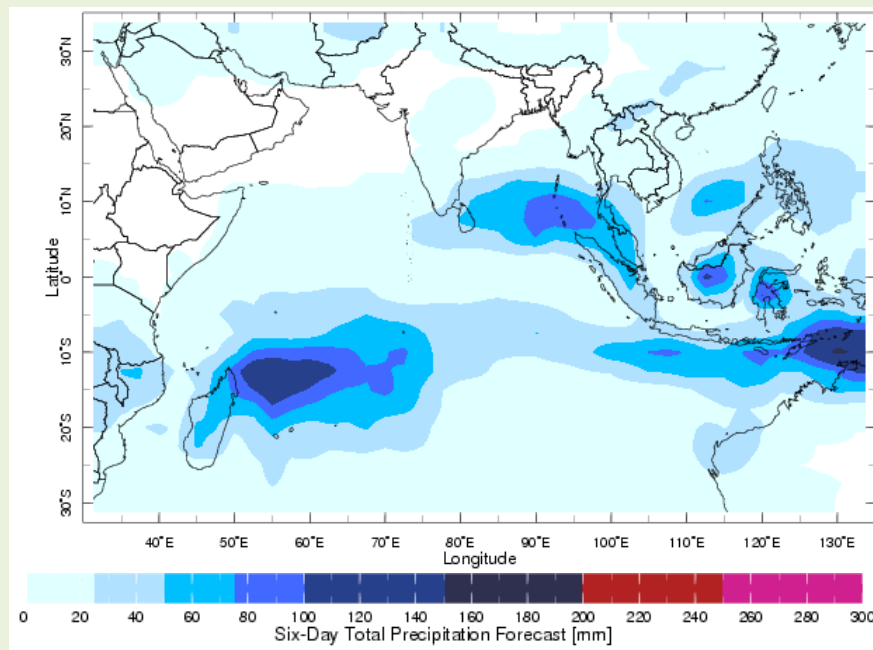 30°N
20°N
10°N
0°
10°S
20°S
30°S
Latitude
40°E 50°E 60°E 70°E 80°E 90°E 100°E 110°E 120°E 130°E
Longitude
0 20 40 60 80 100 120 140 160 180 200 220 240 260 280 300
Six-Day Total Precipitation Forecast [mm]